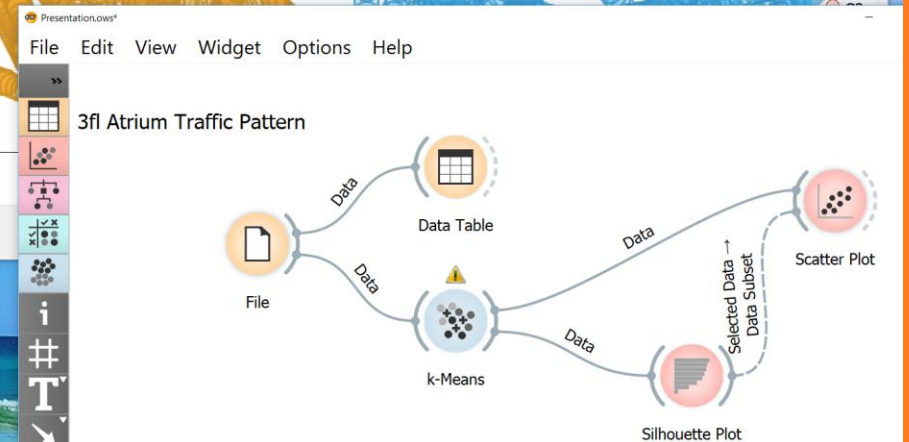 Presentation.ows*
File Edit View Widget Options Help
3fl Atrium Traffic Pattern
Data
Data Table
Data
Scatter Plot
Selected Data →
Data Subset
File
Data
k-Means
Data
Silhouette Plot